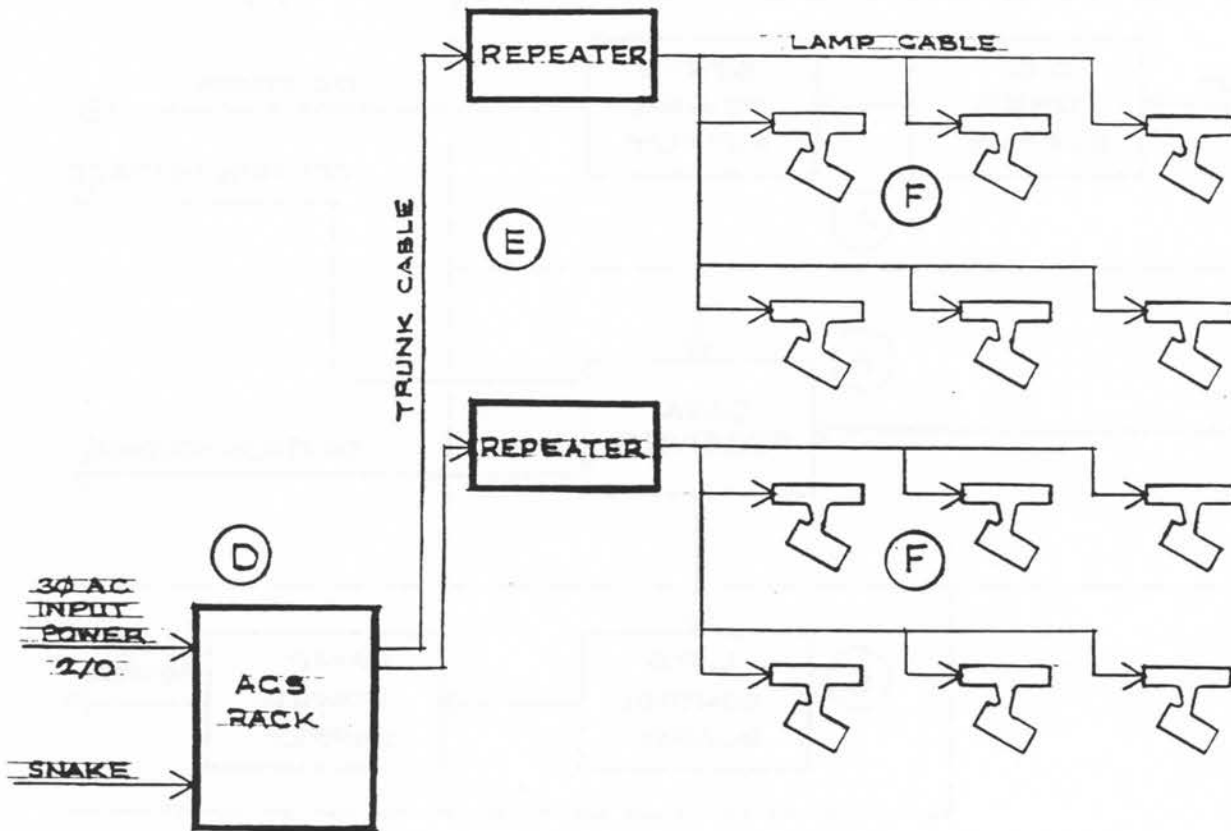 REPEATER
LAMP CABLE
F
E
TRUNK CABLE
REPEATER
F
D
3Ø AC
INPUT
POWER
2/0
ACS
RACK
SNAKE